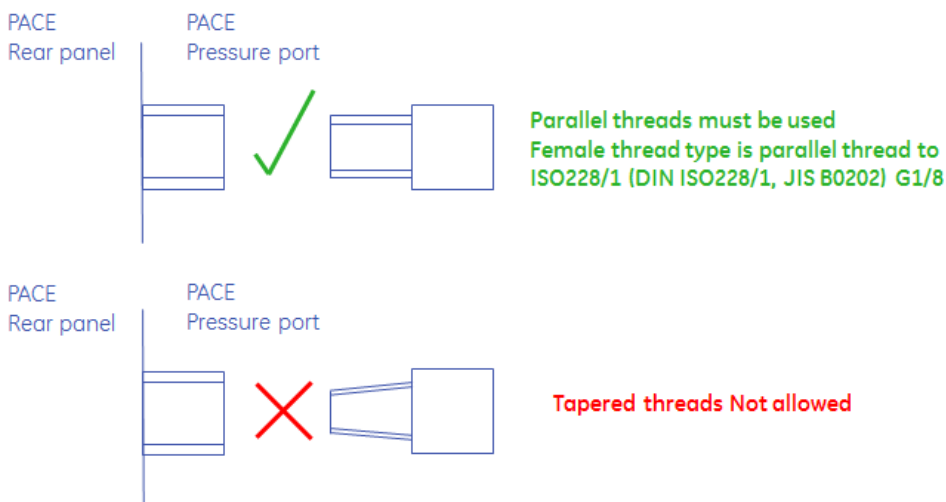 PACE
Rear panel
PACE
Pressure port
Parallel threads must be used
Female thread type is parallel thread to
ISO228/1 (DIN ISO228/1, JIS B0202) G1/8
PACE
Rear panel
PACE
Pressure port
Tapered threads Not allowed